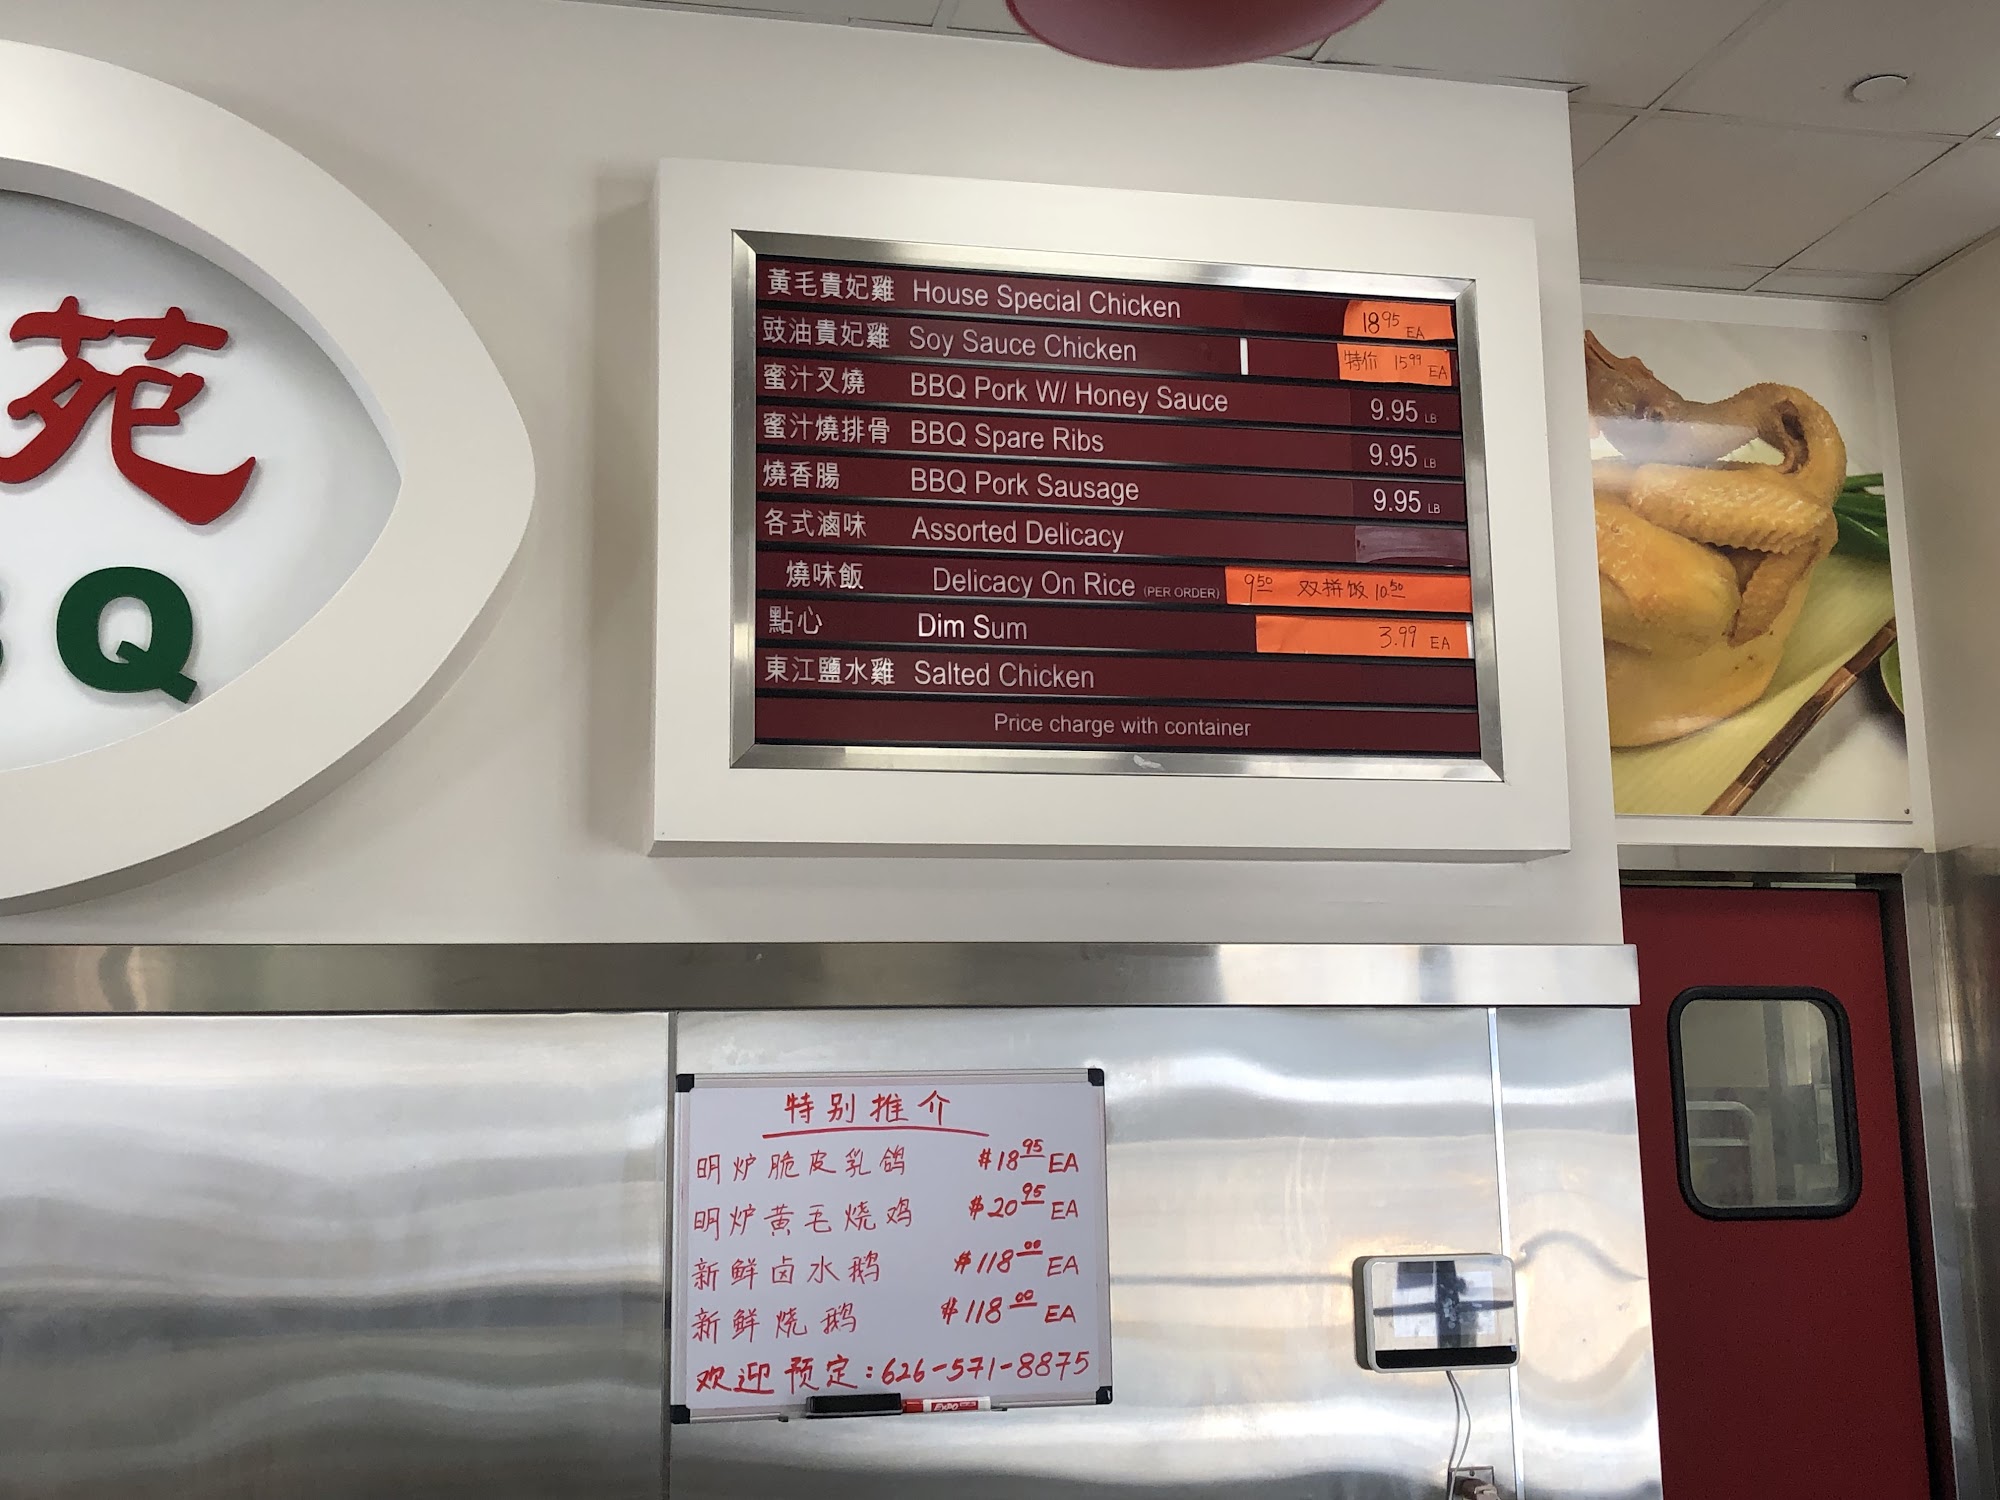 苑
Q
黃毛貴妃雞 House Special Chicken 18.95 EA
豉油貴妃雞 Soy Sauce Chicken 特价 15.99 EA
蜜汁叉燒 BBQ Pork W/ Honey Sauce 9.95 LB
蜜汁燒排骨 BBQ Spare Ribs 9.95 LB
燒香腸 BBQ Pork Sausage 9.95 LB
各式滷味 Assorted Delicacy
燒味飯 Delicacy On Rice (PER ORDER) 9.50 双拼饭 10.50
點心 Dim Sum 3.99 EA
東江鹽水雞 Salted Chicken
Price charge with container
特别推介
明炉脆皮乳鸽 $18.95 EA
明炉黄毛烧鸡 $20.95 EA
新鲜卤水鹅 $118.00 EA
新鲜烧鹅 $118.00 EA
欢迎预定:626-571-8875
EXPO